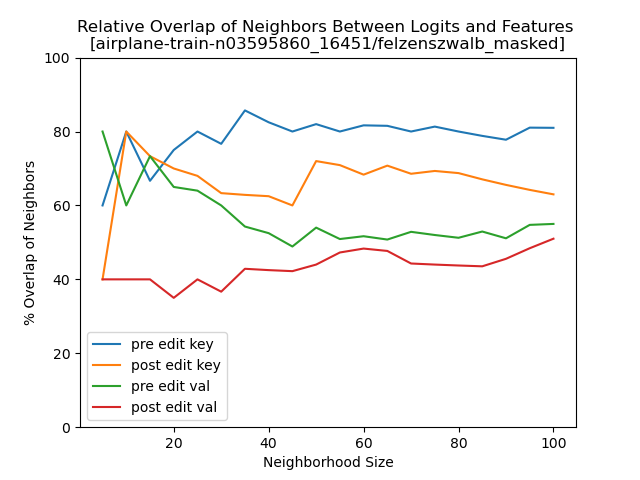 Relative Overlap of Neighbors Between Logits and Features
[airplane-train-n03595860_16451/felzenszwalb_masked]
100
80
60
40
20
0
% Overlap of Neighbors
pre edit key
post edit key
pre edit val
post edit val
20 40 60 80 100
Neighborhood Size